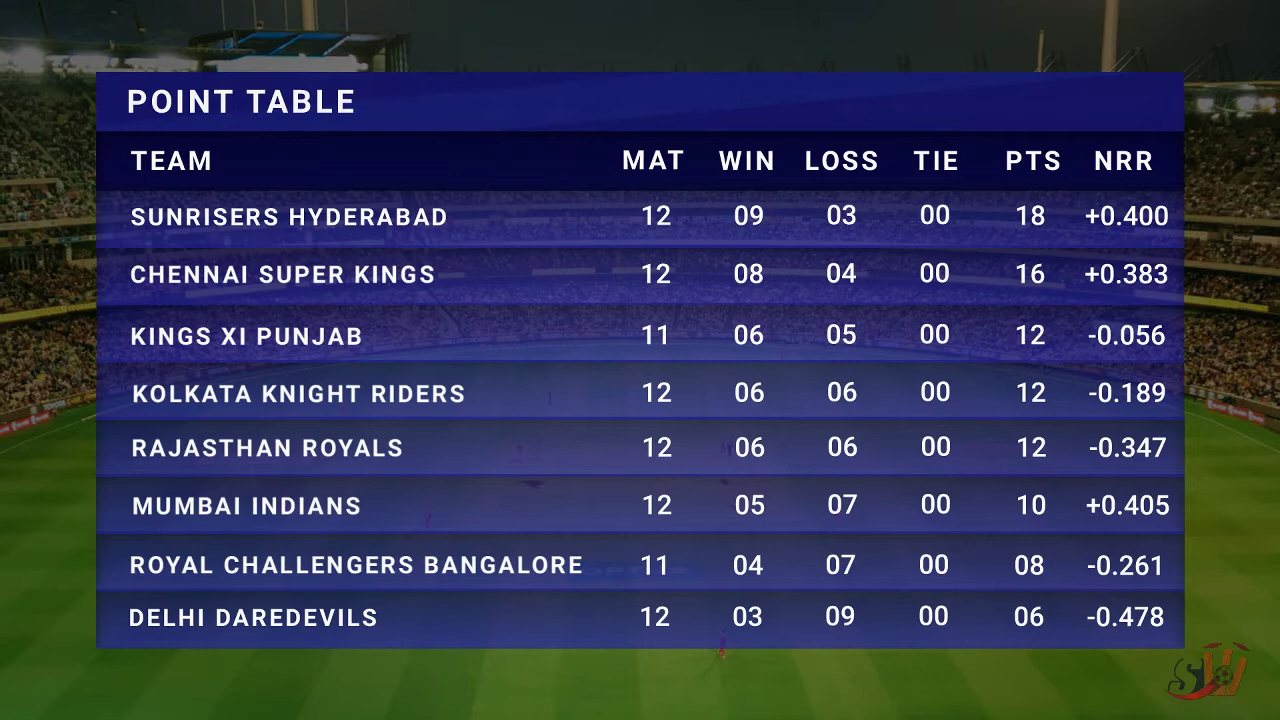 POINT TABLE
TEAM MAT WIN LOSS TIE PTS NRR
SUNRISERS HYDERABAD 12 09 03 00 18 +0.400
CHENNAI SUPER KINGS 12 08 04 00 16 +0.383
KINGS XI PUNJAB 11 06 05 00 12 -0.056
KOLKATA KNIGHT RIDERS 12 06 06 00 12 -0.189
RAJASTHAN ROYALS 12 06 06 00 12 -0.347
MUMBAI INDIANS 12 05 07 00 10 +0.405
ROYAL CHALLENGERS BANGALORE 11 04 07 00 08 -0.261
DELHI DAREDEVILS 12 03 09 00 06 -0.478